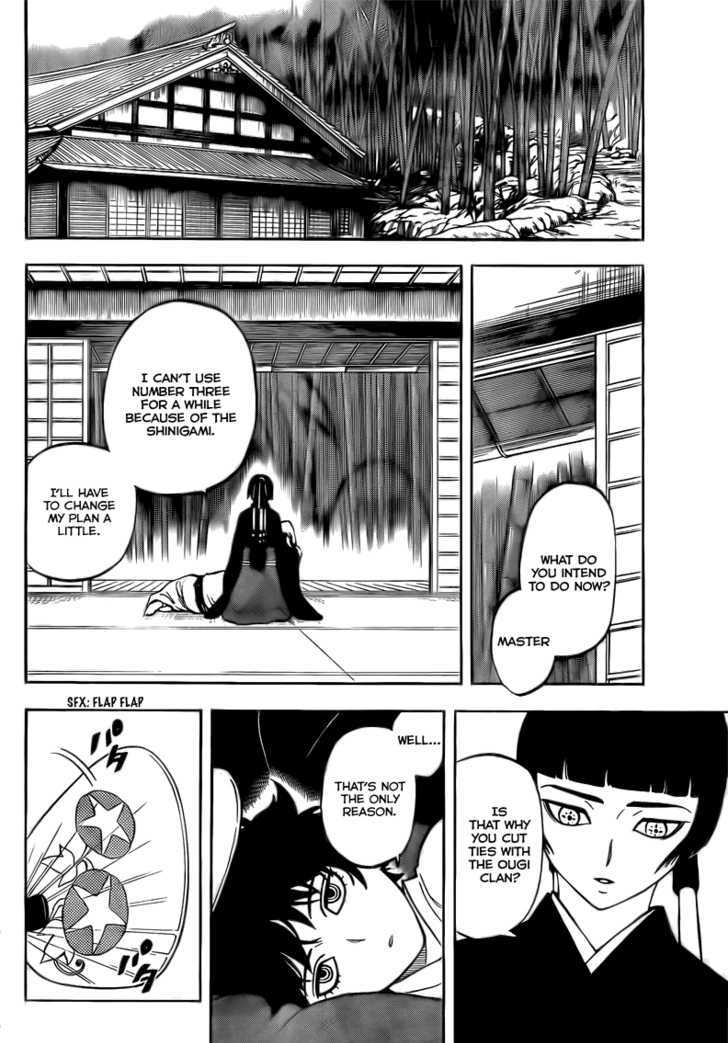 WHAT DO
YOU INTEND
TO DO NOW?
MASTER
I CAN'T USE
NUMBER THREE
FOR A WHILE
BECAUSE OF THE
SHINIGAMI.
I'LL HAVE
TO CHANGE
MY PLAN A
LITTLE.
IS
THAT WHY
YOU CUT
TIES WITH
THE OUGI
CLAN?
WELL...
THAT'S NOT
THE ONLY
REASON.
SFX: FLAP FLAP
パタ
パタ